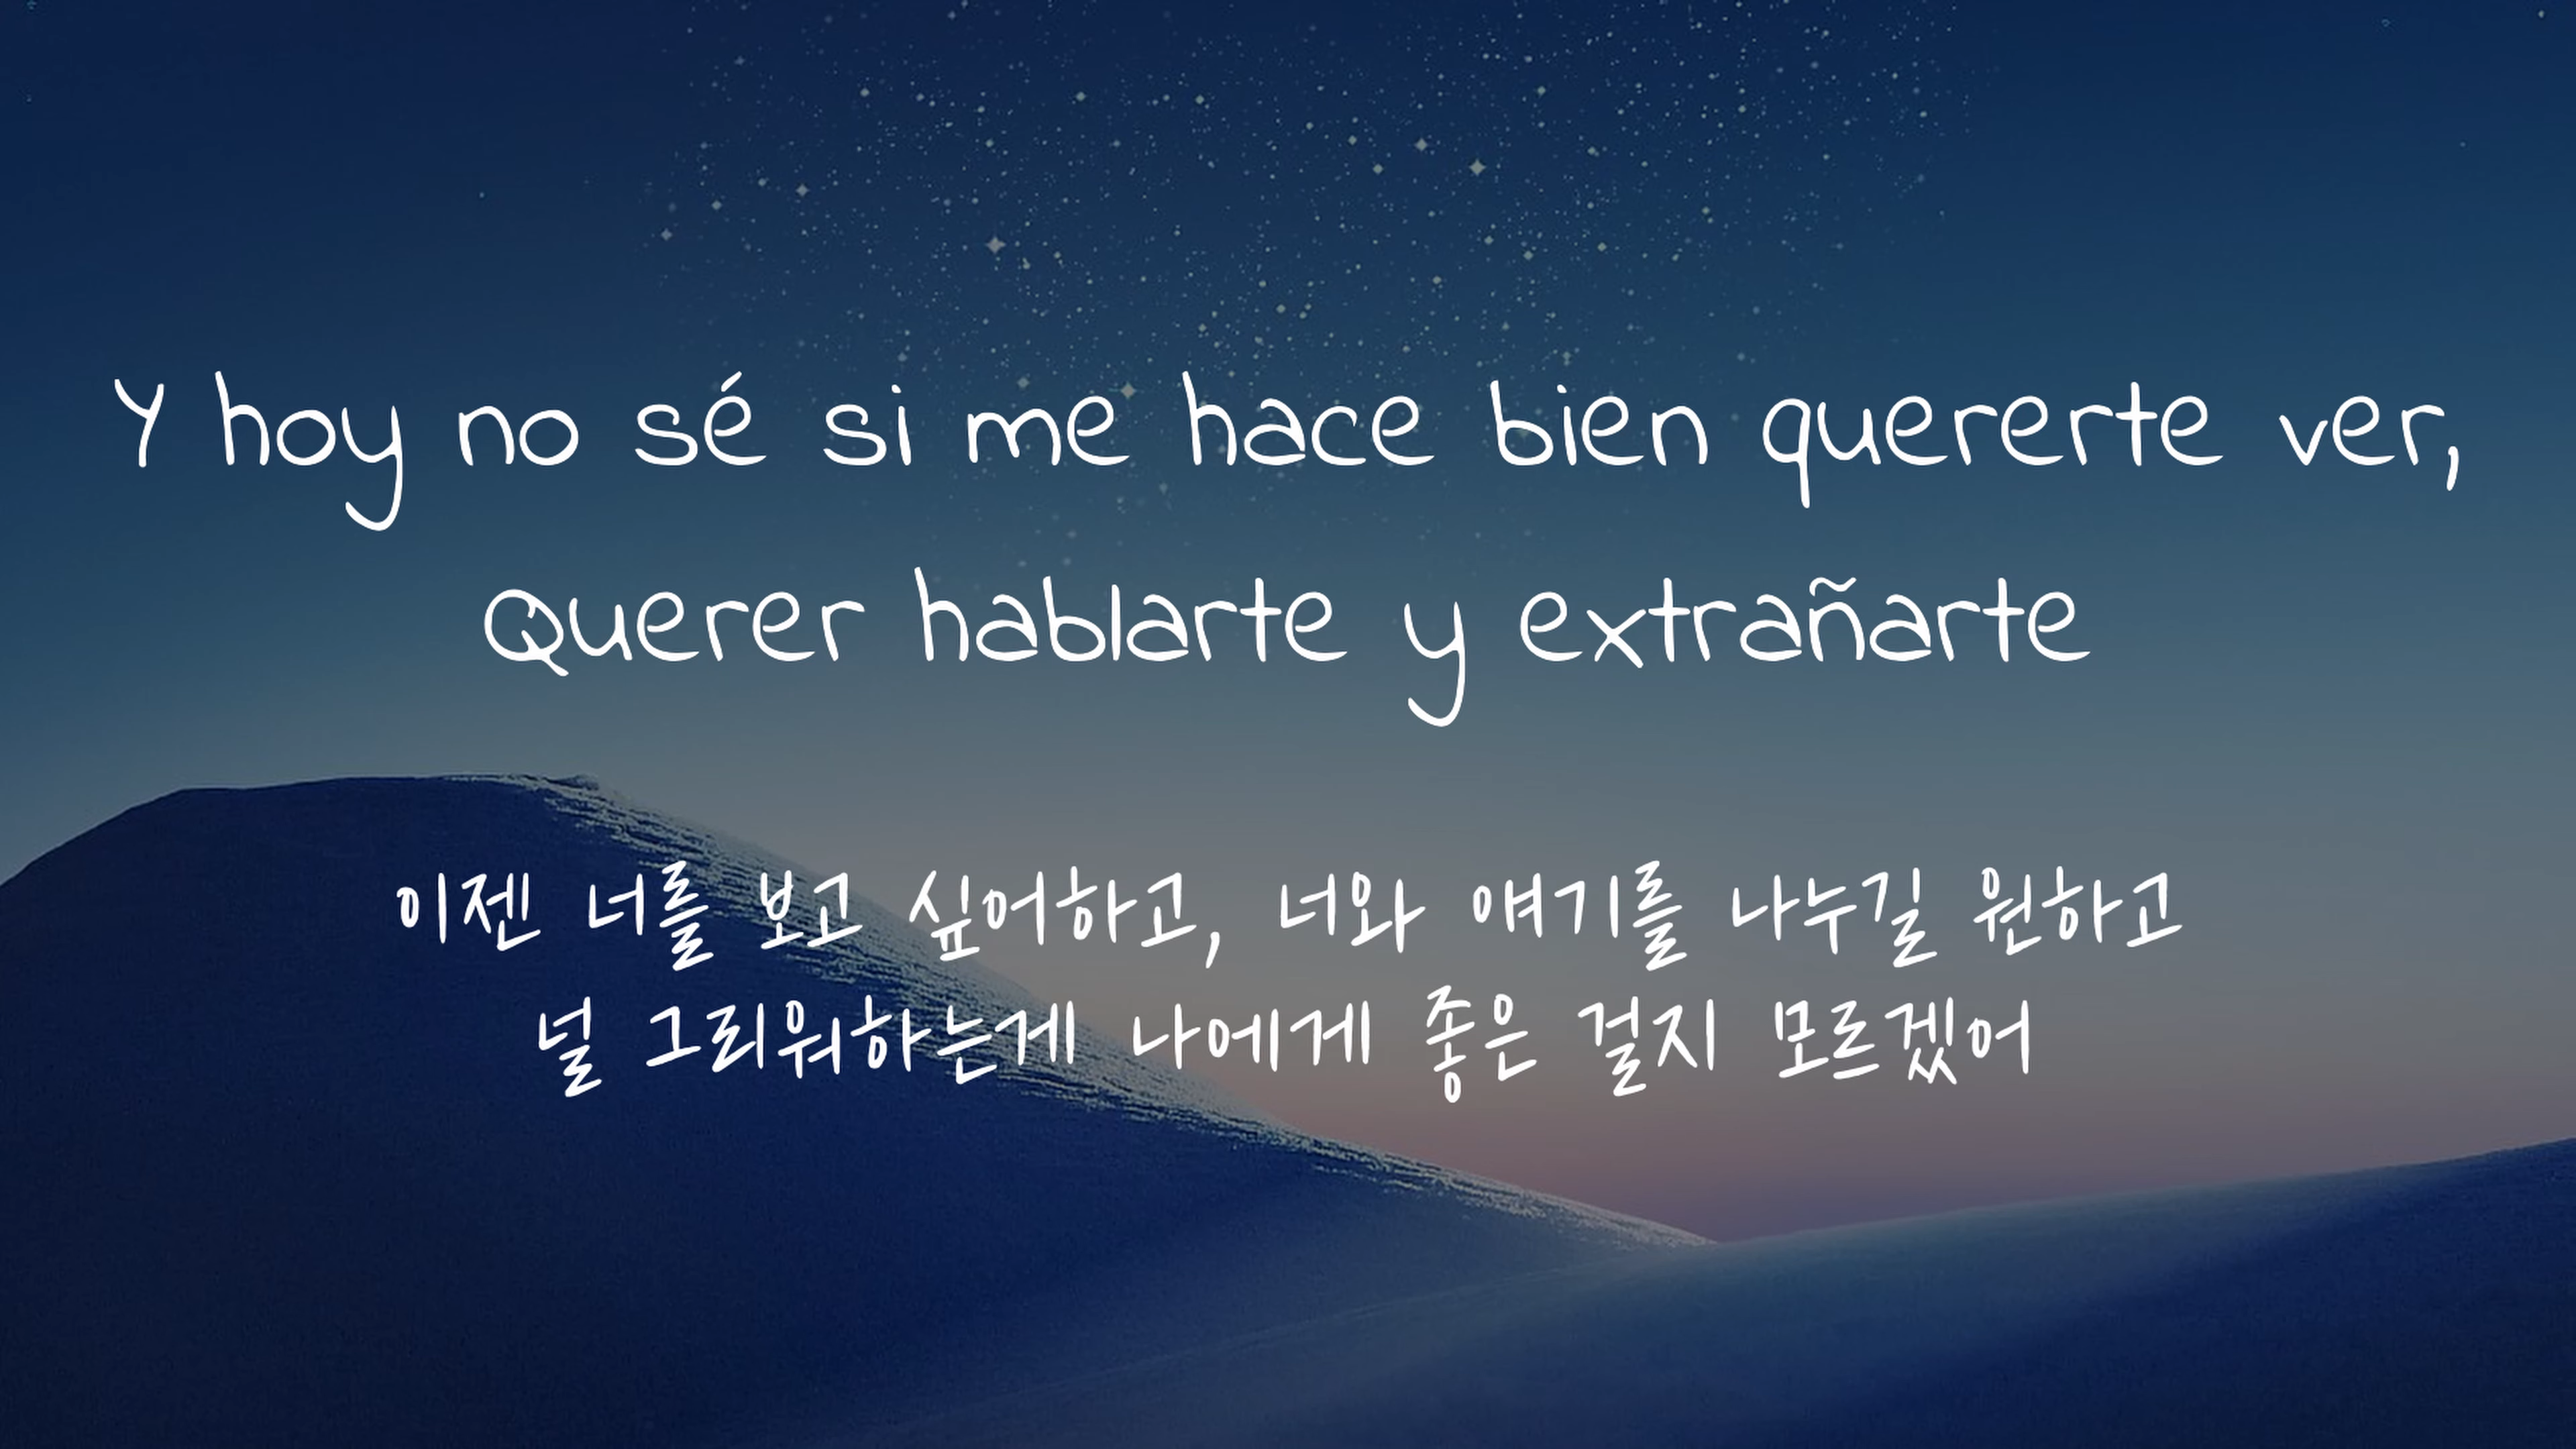 Y hoy no sé si me hace bien quererte ver,
Querer hablarte y extrañarte
이젠 너를 보고 싶어하고, 너와 얘기를 나누길 원하고
널 그리워하는게 나에게 좋은 걸지 모르겠어